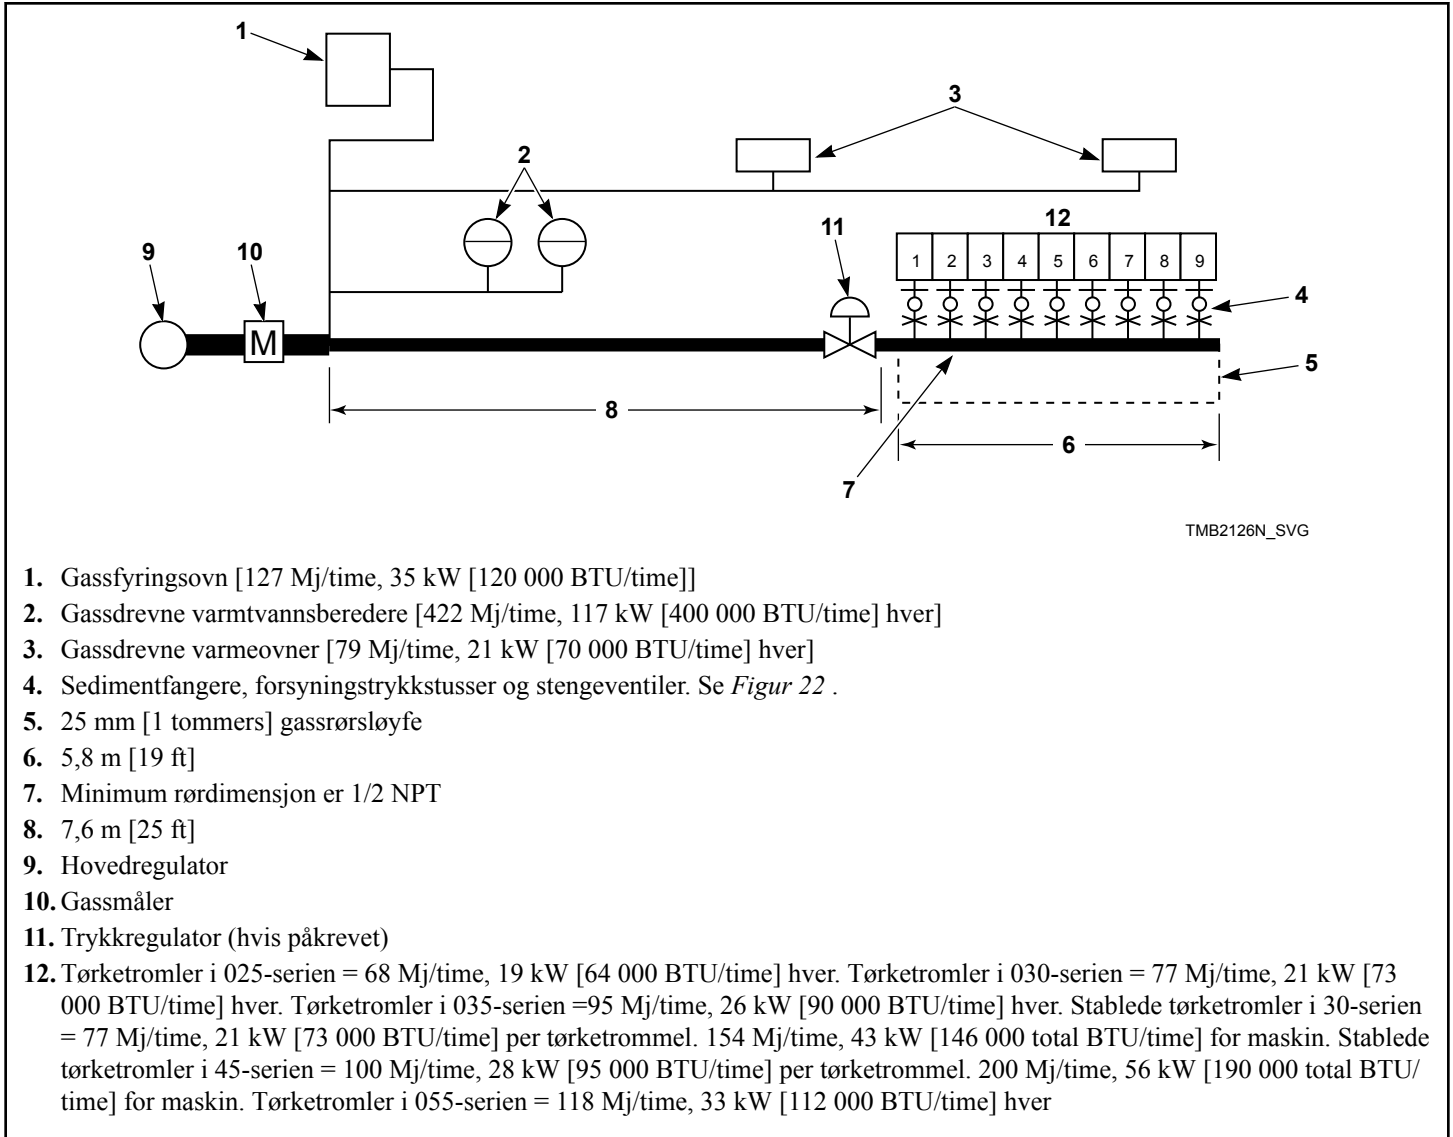 1
3
2
12
11
9
10
1 2 3 4 5 6 7 8 9
4
M
5
8
6
7
TMB2126N_SVG
1. Gassfyringsovn [127 Mj/time, 35 kW [120 000 BTU/time]]
2. Gassdrevne varmtvannsberedere [422 Mj/time, 117 kW [400 000 BTU/time] hver]
3. Gassdrevne varmeovner [79 Mj/time, 21 kW [70 000 BTU/time] hver]
4. Sedimentfangere, forsyningstrykkstusser og stengeventiler. Se Figur 22 .
5. 25 mm [1 tommers] gassrørsløyfe
6. 5,8 m [19 ft]
7. Minimum rørdimensjon er 1/2 NPT
8. 7,6 m [25 ft]
9. Hovedregulator
10. Gassmåler
11. Trykkregulator (hvis påkrevet)
12. Tørketromler i 025-serien = 68 Mj/time, 19 kW [64 000 BTU/time] hver. Tørketromler i 030-serien = 77 Mj/time, 21 kW [73
000 BTU/time] hver. Tørketromler i 035-serien =95 Mj/time, 26 kW [90 000 BTU/time] hver. Stablede tørketromler i 30-serien
= 77 Mj/time, 21 kW [73 000 BTU/time] per tørketrommel. 154 Mj/time, 43 kW [146 000 total BTU/time] for maskin. Stablede
tørketromler i 45-serien = 100 Mj/time, 28 kW [95 000 BTU/time] per tørketrommel. 200 Mj/time, 56 kW [190 000 total BTU/
time] for maskin. Tørketromler i 055-serien = 118 Mj/time, 33 kW [112 000 BTU/time] hver